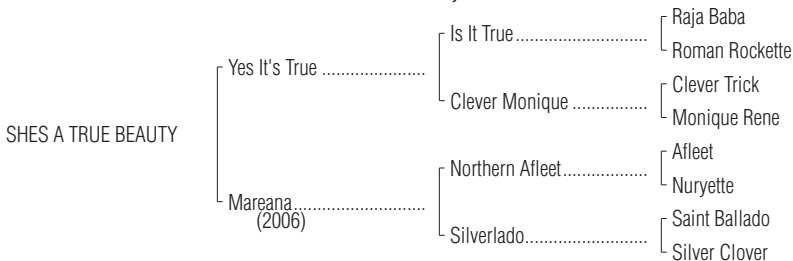 Raja Baba
Is It True............................
Roman Rockette
Yes It's True ......................
Clever Trick
Clever Monique ................
Monique Rene
SHES A TRUE BEAUTY
Afleet
Northern Afleet..................
Nuryette
Mareana............................
(2006)
Saint Ballado
Silverlado..........................
Silver Clover